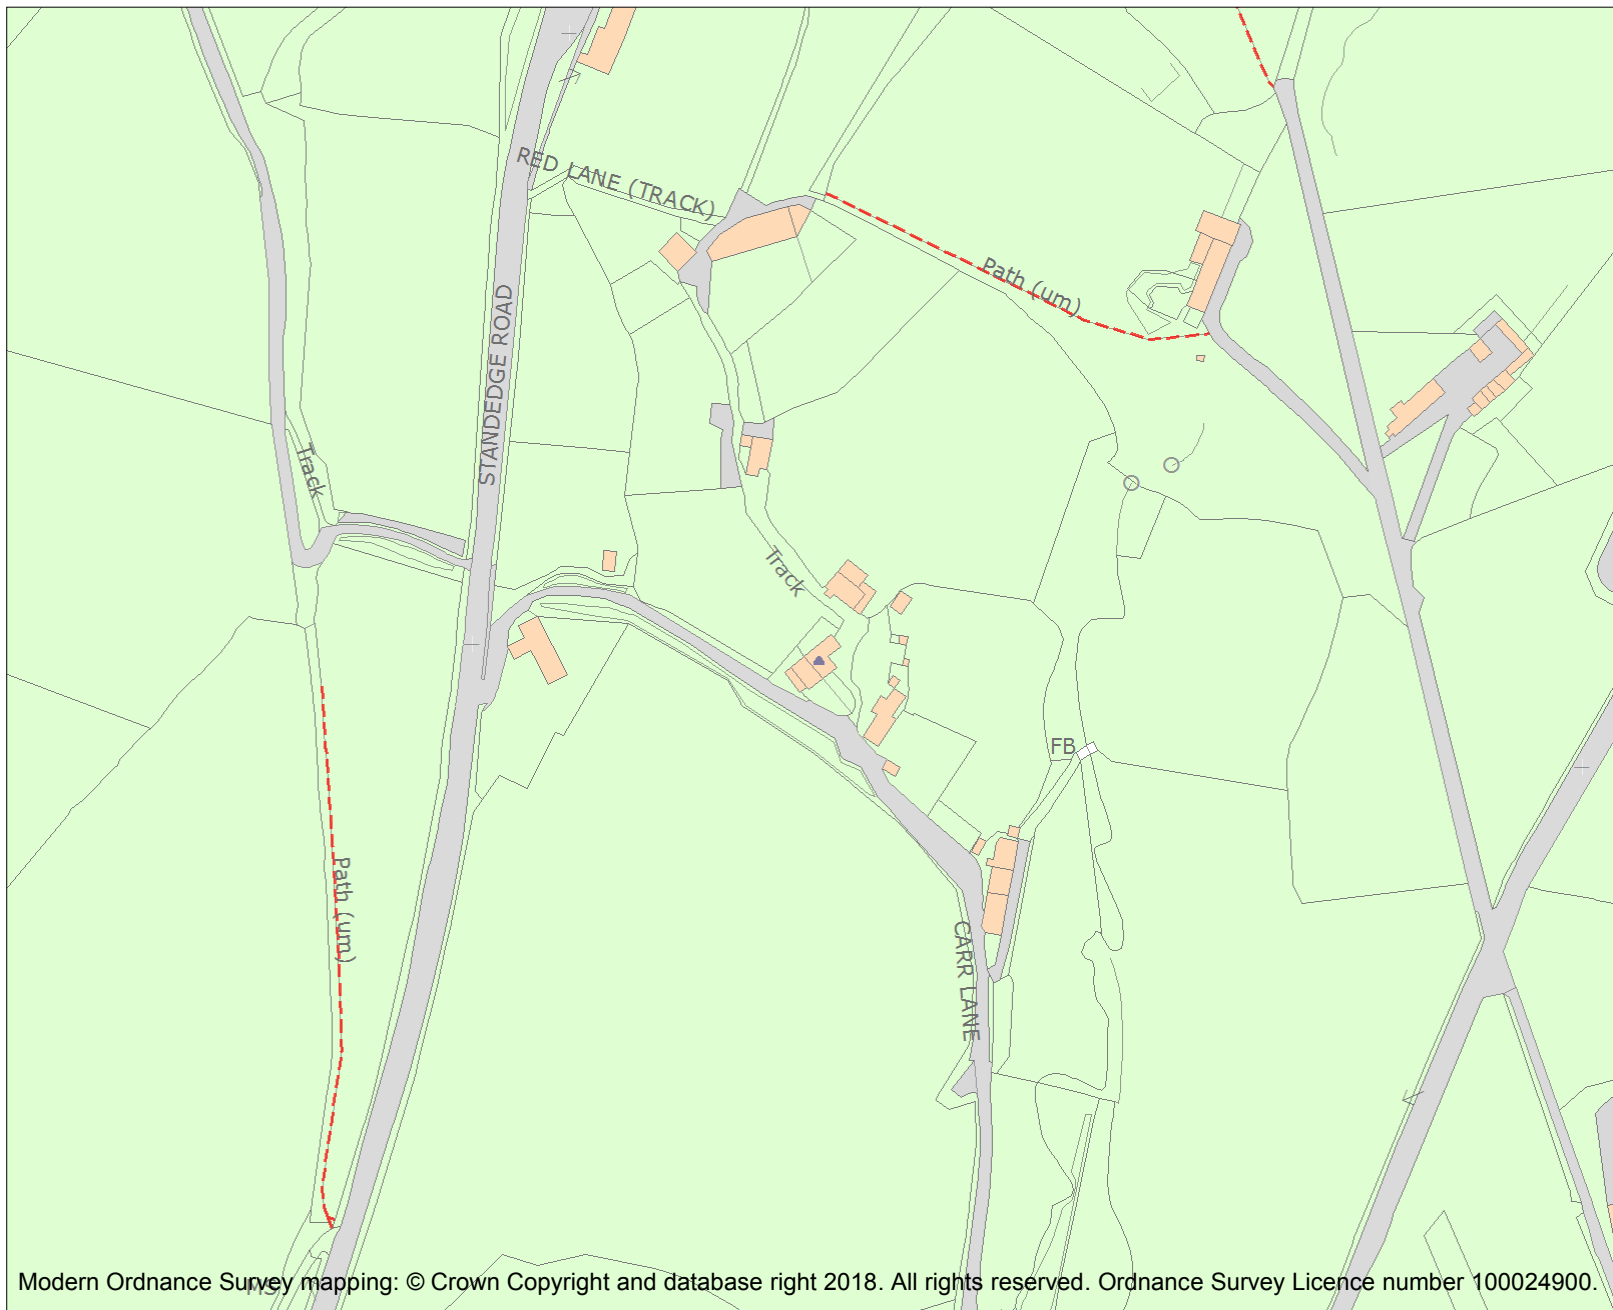 RED LANE (TRACK)
Path (um)
STANDEDGE ROAD
Track
Track
FB
Path (um)
CARR LANE
MS
Modern Ordnance Survey mapping: © Crown Copyright and database right 2018. All rights reserved. Ordnance Survey Licence number 100024900.